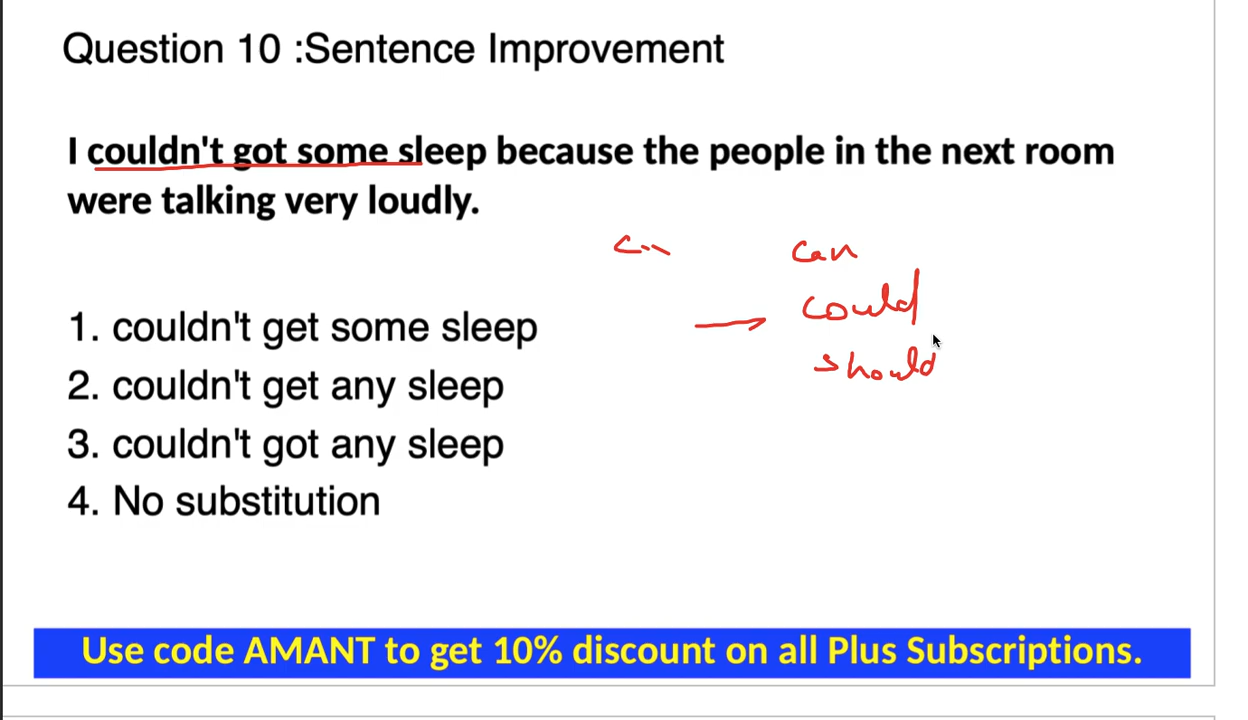 Question 10 :Sentence Improvement
I couldn't got some sleep because the people in the next room
were talking very loudly.
can
could
should
1. couldn't get some sleep
2. couldn't get any sleep
3. couldn't got any sleep
4. No substitution
Use code AMANT to get 10% discount on all Plus Subscriptions.